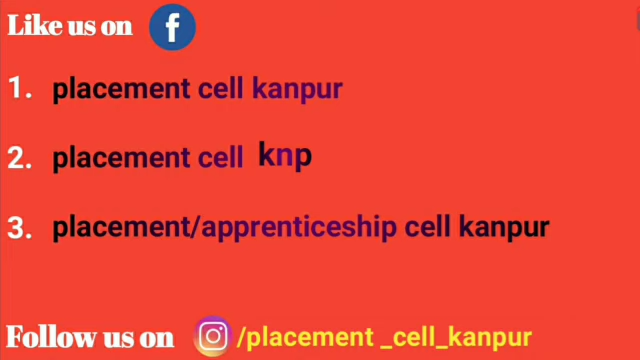 Like us on
1. placement cell kanpur
2. placement cell knp
3. placement/apprenticeship cell kanpur
Follow us on /placement _cell_kanpur